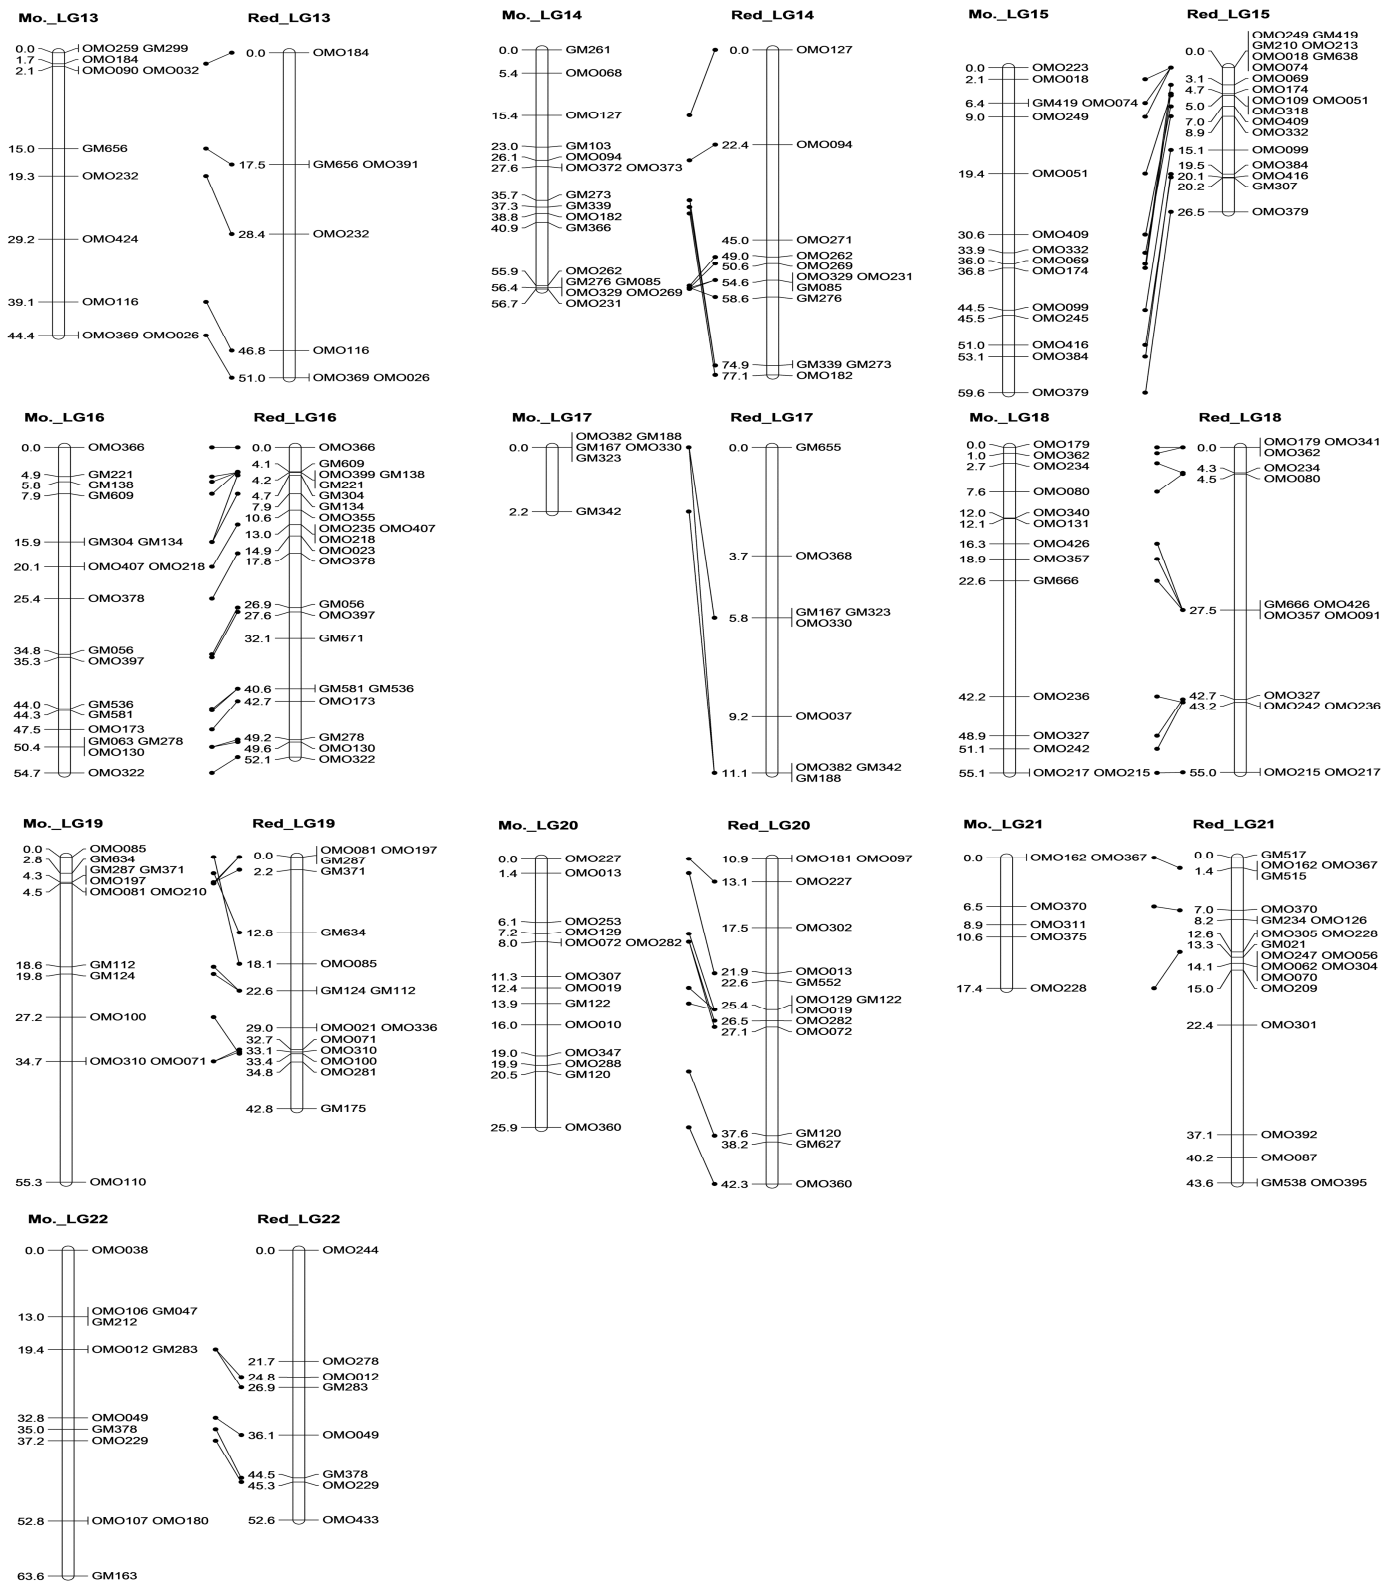 Mo._LG13
0.0 OMO259 GM299
1.7 OMO184
2.1 OMO090 OMO032
15.0 GM656
19.3 OMO232
29.2 OMO424
39.1 OMO116
44.4 OMO369 OMO026
Red_LG13
0.0 OMO184
17.5 GM656 OMO391
28.4 OMO232
46.8 OMO116
51.0 OMO369 OMO026
Mo._LG14
0.0 GM261
5.4 OMO068
15.4 OMO127
23.0 GM103
26.1 OMO094
27.6 OMO372 OMO373
35.7 GM273
37.3 GM339
38.8 OMO182
40.9 GM366
55.9 OMO262
56.4 GM276 GM085
OMO329 OMO269
56.7 OMO231
Red_LG14
0.0 OMO127
22.4 OMO094
45.0 OMO271
49.0 OMO262
50.6 OMO269
54.6 OMO329 OMO231
GM085
58.6 GM276
74.9 GM339 GM273
77.1 OMO182
Mo._LG15
0.0 OMO223
2.1 OMO018
6.4 GM419 OMO074
9.0 OMO249
19.4 OMO051
30.6 OMO409
33.9 OMO332
36.0 OMO069
36.8 OMO174
44.5 OMO099
45.5 OMO245
51.0 OMO416
53.1 OMO384
59.6 OMO379
Red_LG15
OMO249 GM419
GM210 OMO213
0.0 OMO018 GM638
OMO074
3.1 OMO069
4.7 OMO174
5.0 OMO109 OMO051
OMO318
7.0 OMO409
8.9 OMO332
15.1 OMO099
19.5 OMO384
20.1 OMO416
20.2 GM307
26.5 OMO379
Mo._LG16
0.0 OMO366
4.9 GM221
5.8 GM138
7.9 GM609
15.9 GM304 GM134
20.1 OMO407 OMO218
25.4 OMO378
34.8 GM056
35.3 OMO397
44.0 GM536
44.3 GM581
47.5 OMO173
50.4 GM063 GM278
OMO130
54.7 OMO322
Red_LG16
0.0 OMO366
4.1 GM609
4.2 OMO399 GM138
GM221
4.7 GM304
7.9 GM134
10.6 OMO355
13.0 OMO235 OMO407
OMO218
14.9 OMO023
17.8 OMO378
26.9 GM056
27.6 OMO397
32.1 GM671
40.6 GM581 GM536
42.7 OMO173
49.2 GM278
49.6 OMO130
52.1 OMO322
Mo._LG17
OMO382 GM188
0.0 GM167 OMO330
GM323
2.2 GM342
Red_LG17
0.0 GM655
3.7 OMO368
5.8 GM167 GM323
OMO330
9.2 OMO037
11.1 OMO382 GM342
GM188
Mo._LG18
0.0 OMO179
1.0 OMO362
2.7 OMO234
7.6 OMO080
12.0 OMO340
12.1 OMO131
16.3 OMO426
18.9 OMO357
22.6 GM666
42.2 OMO236
48.9 OMO327
51.1 OMO242
55.1 OMO217 OMO215
Red_LG18
0.0 OMO179 OMO341
OMO362
4.3 OMO234
4.5 OMO080
27.5 GM666 OMO426
OMO357 OMO091
42.7 OMO327
43.2 OMO242 OMO236
55.0 OMO215 OMO217
Mo._LG19
0.0 OMO085
2.8 GM634
4.3 GM287 GM371
OMO197
4.5 OMO081 OMO210
18.6 GM112
19.8 GM124
27.2 OMO100
34.7 OMO310 OMO071
55.3 OMO110
Red_LG19
0.0 OMO081 OMO197
GM287
2.2 GM371
12.8 GM634
18.1 OMO085
22.6 GM124 GM112
29.0 OMO021 OMO336
32.7 OMO071
33.1 OMO310
33.4 OMO100
34.8 OMO281
42.8 GM175
Mo._LG20
0.0 OMO227
1.4 OMO013
6.1 OMO253
7.2 OMO129
8.0 OMO072 OMO282
11.3 OMO307
12.4 OMO019
13.9 GM122
16.0 OMO010
19.0 OMO347
19.9 OMO288
20.5 GM120
25.9 OMO360
Red_LG20
10.9 OMO181 OMO097
13.1 OMO227
17.5 OMO302
21.9 OMO013
22.6 GM552
25.4 OMO129 GM122
OMO019
26.5 OMO282
27.1 OMO072
37.6 GM120
38.2 GM627
42.3 OMO360
Mo._LG21
0.0 OMO162 OMO367
6.5 OMO370
8.9 OMO311
10.6 OMO375
17.4 OMO228
Red_LG21
0.0 GM517
1.4 OMO162 OMO367
GM515
7.0 OMO370
8.2 GM234 OMO126
12.6 OMO305 OMO228
13.3 GM021
14.1 OMO247 OMO056
OMO062 OMO304
OMO070
15.0 OMO209
22.4 OMO301
37.1 OMO392
40.2 OMO087
43.6 GM538 OMO395
Mo._LG22
0.0 OMO038
13.0 OMO106 GM047
GM212
19.4 OMO012 GM283
32.8 OMO049
35.0 GM378
37.2 OMO229
52.8 OMO107 OMO180
63.6 GM163
Red_LG22
0.0 OMO244
21.7 OMO278
24.8 OMO012
26.9 GM283
36.1 OMO049
44.5 GM378
45.3 OMO229
52.6 OMO433